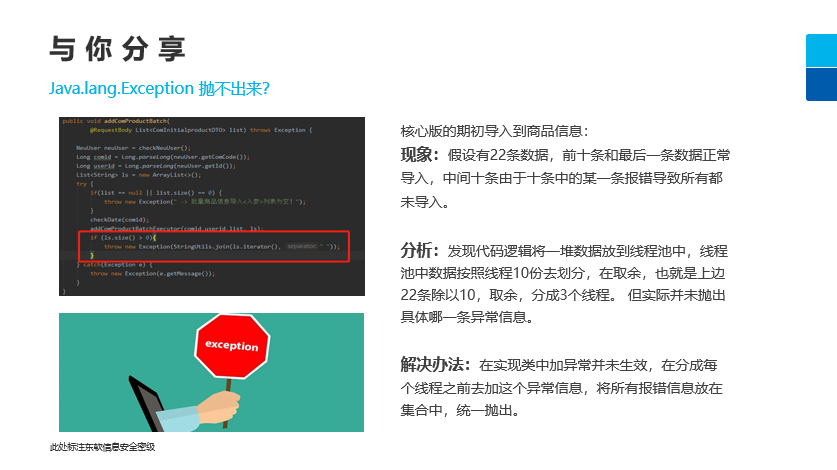 与你分享
Java.lang.Exception 抛不出来?
public void addComProductBatch(
@RequestBody List<ComInitialproductDTO> list) throws Exception {
NeuUser neuUser = checkNeuUser();
Long comid = Long.parseLong(neuUser.getComCode());
Long userid = Long.parseLong(neuUser.getId());
List<String> ls = new ArrayList<>();
try {
if(list == null || list.size() == 0) {
throw new Exception(" -> 批量商品信息导入<入参>列表为空! ");
}
checkDate(comid);
addComProductBatchExecutor(comid,userid,list, ls);
if (ls.size() > 0){
throw new Exception(StringUtils.join(ls.iterator(), separator: " "));
}
} catch(Exception e) {
throw new Exception(e.getMessage());
}
}
exception
核心版的期初导入到商品信息：
现象：假设有22条数据，前十条和最后一条数据正常
导入，中间十条由于十条中的某一条报错导致所有都
未导入。
分析：发现代码逻辑将一堆数据放到线程池中，线程
池中数据按照线程10份去划分，在取余，也就是上边
22条除以10，取余，分成3个线程。 但实际并未抛出
具体哪一条异常信息。
解决办法：在实现类中加异常并未生效，在分成每
个线程之前去加这个异常信息，将所有报错信息放在
集合中，统一抛出。
此处标注东软信息安全密级